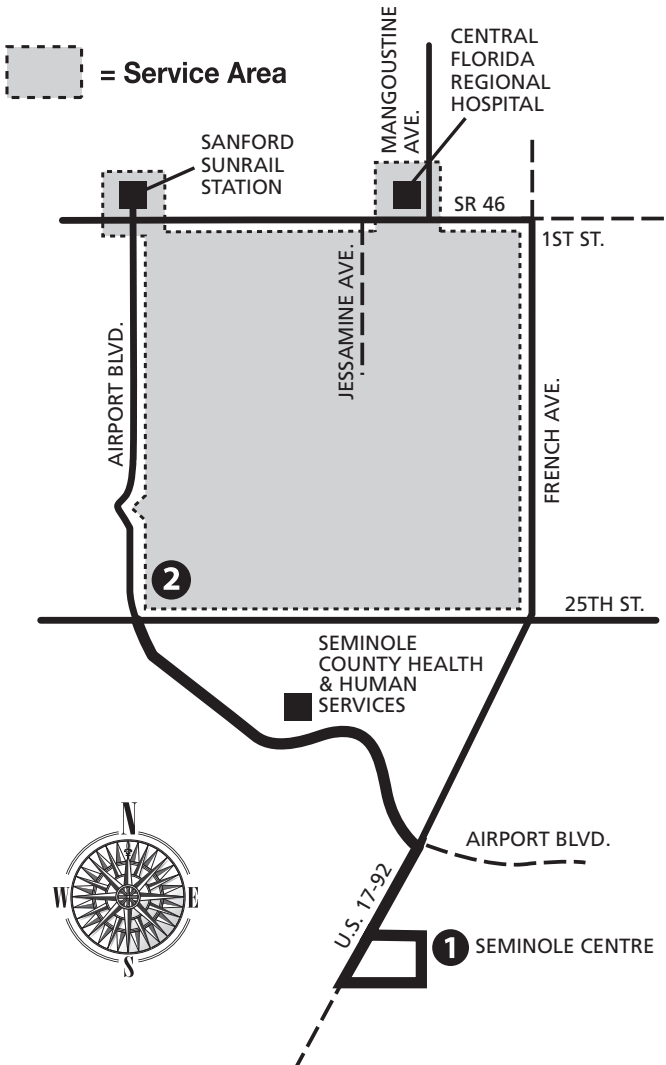 = Service Area
MANGOUSTINE
AVE.
CENTRAL
FLORIDA
REGIONAL
HOSPITAL
SANFORD
SUNRAIL
STATION
SR 46
1ST ST.
JESSAMINE AVE.
AIRPORT BLVD.
FRENCH AVE.
2
25TH ST.
SEMINOLE
COUNTY HEALTH
& HUMAN
SERVICES
N
W
E
S
AIRPORT BLVD.
U.S. 17-92
1 SEMINOLE CENTRE